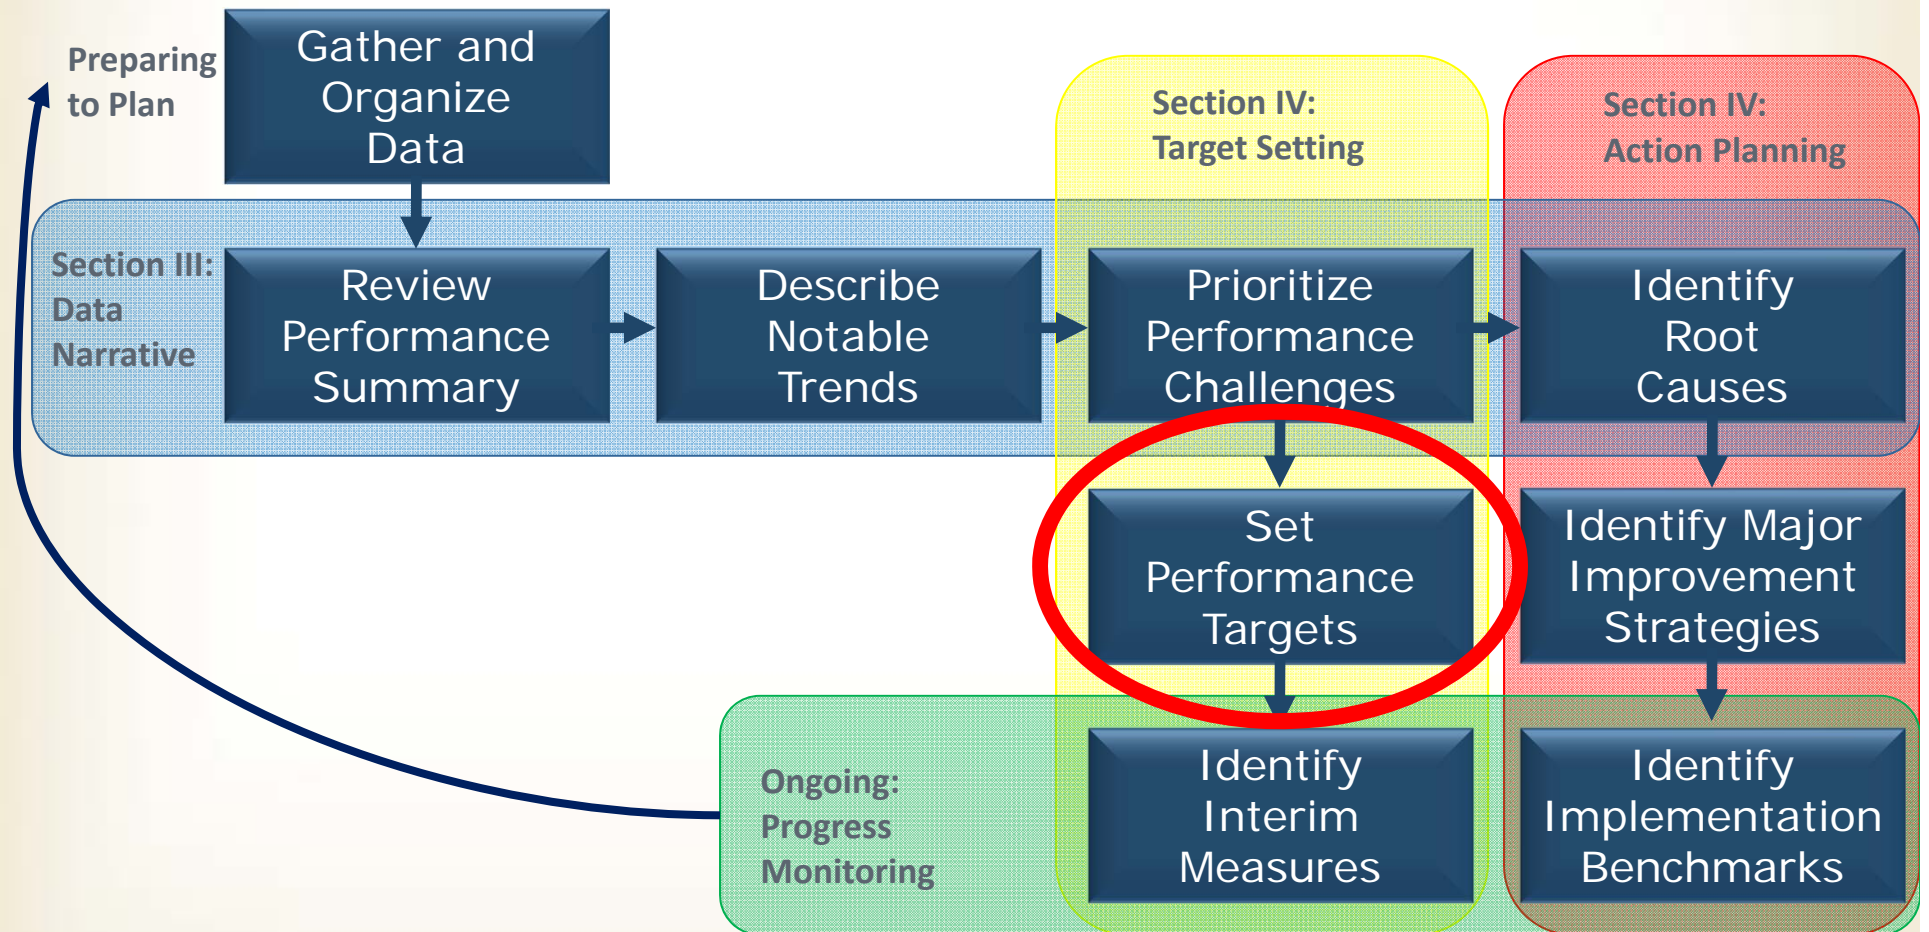 Preparing
to Plan
Gather and
Organize
Data
Section IV:
Target Setting
Section IV:
Action Planning
Section III:
Data
Narrative
Review
Performance
Summary
Describe
Notable
Trends
Prioritize
Performance
Challenges
Identify
Root
Causes
Set
Performance
Targets
Identify Major
Improvement
Strategies
Ongoing:
Progress
Monitoring
Identify
Interim
Measures
Identify
Implementation
Benchmarks